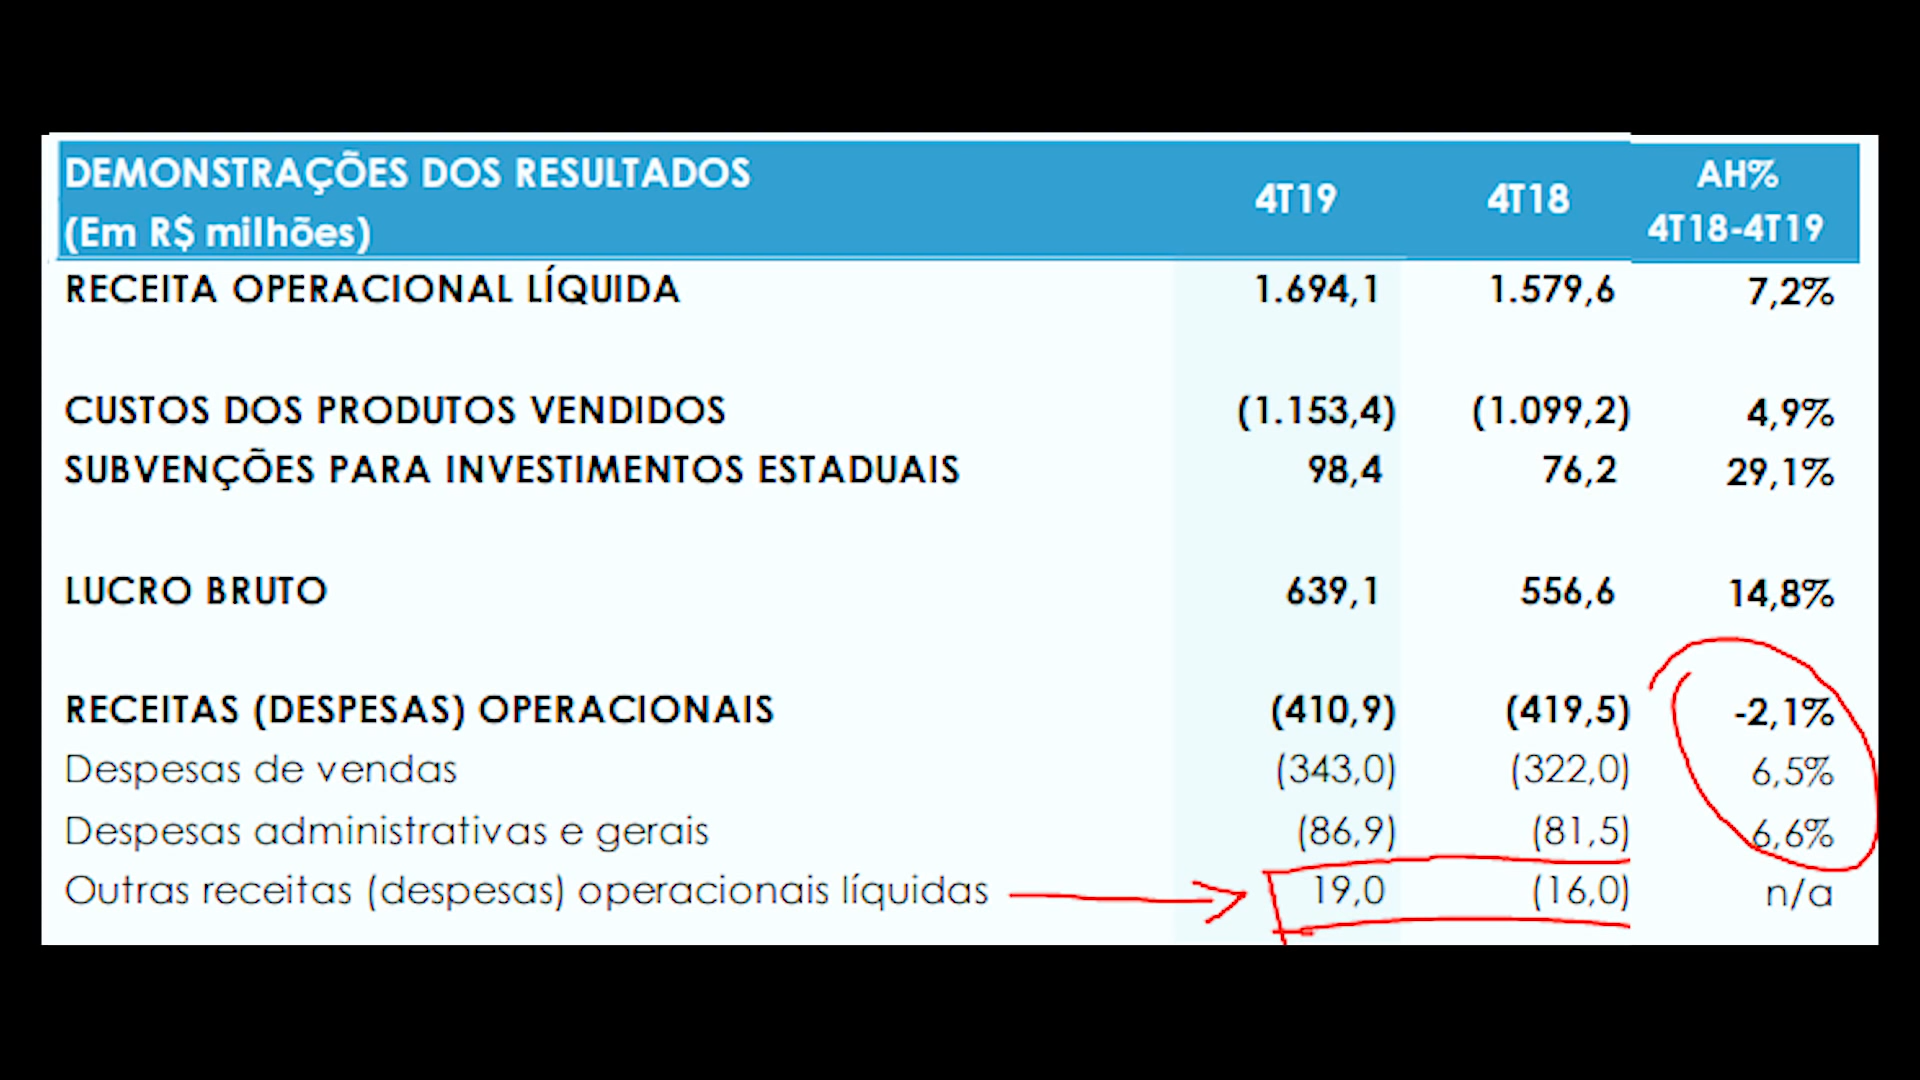 DEMONSTRAÇÕES DOS RESULTADOS
(Em R$ milhões)
4T19 4T18 AH%
4T18-4T19
RECEITA OPERACIONAL LÍQUIDA 1.694,1 1.579,6 7,2%
CUSTOS DOS PRODUTOS VENDIDOS (1.153,4) (1.099,2) 4,9%
SUBVENÇÕES PARA INVESTIMENTOS ESTADUAIS 98,4 76,2 29,1%
LUCRO BRUTO 639,1 556,6 14,8%
RECEITAS (DESPESAS) OPERACIONAIS (410,9) (419,5) -2,1%
Despesas de vendas (343,0) (322,0) 6,5%
Despesas administrativas e gerais (86,9) (81,5) 6,6%
Outras receitas (despesas) operacionais líquidas 19,0 (16,0) n/a